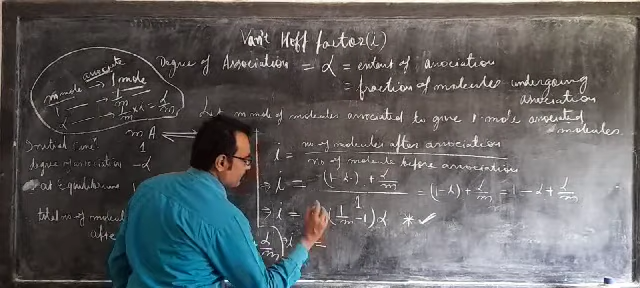 Van't Hoff factor (i)
Degree of Association = α = extent of association
= fraction of molecules undergoing association
m mole associate → 1 mole
1 → 1/m
α → 1/m × α = α/m
Let m mole of molecules associated to give 1 mole associated molecules.
m A ⇌
Initial 1
degree of association -α
at equilibrium 1
total no of
after
i = no of molecules after association / no of molecule before association
⇒ i = (1-α) + α/m / 1 = (1-α) + α/m = 1 - α + α/m
⇒ i = (1/m - 1)α * ✓
α/m) i =